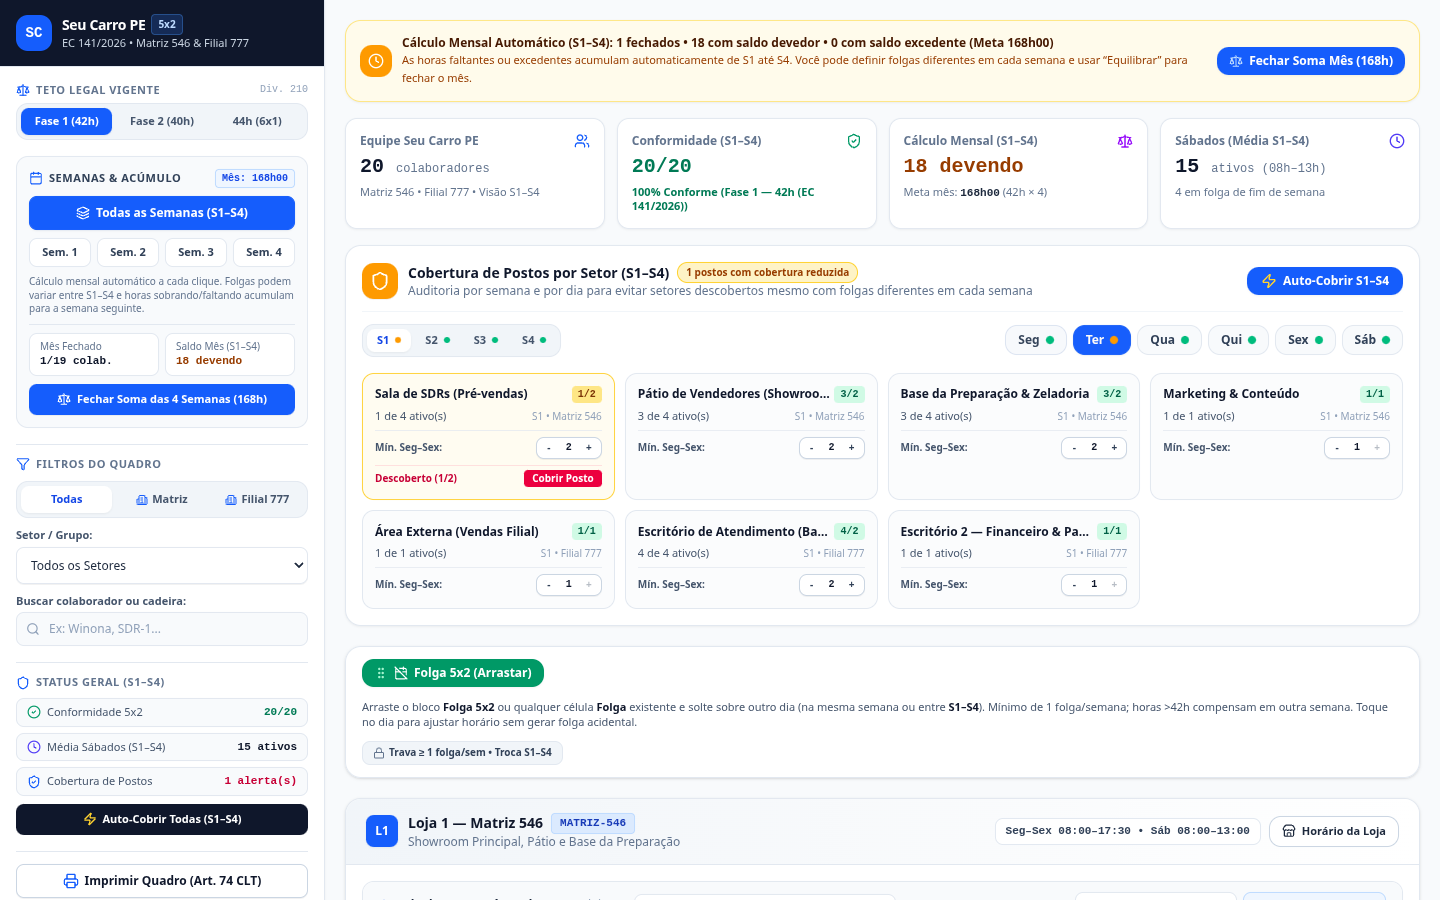 SC
Seu Carro PE 5x2
EC 141/2026 • Matriz 546 & Filial 777
TETO LEGAL VIGENTE Div. 210
Fase 1 (42h) Fase 2 (40h) 44h (6x1)
SEMANAS & ACÚMULO Mês: 168h00
Todas as Semanas (S1–S4)
Sem. 1 Sem. 2 Sem. 3 Sem. 4
Cálculo mensal automático a cada clique. Folgas podem
variar entre S1–S4 e horas sobrando/faltando acumulam
para a semana seguinte.
Mês Fechado Saldo Mês (S1–S4)
1/19 colab. 18 devendo
Fechar Soma das 4 Semanas (168h)
FILTROS DO QUADRO
Todas Matriz Filial 777
Setor / Grupo:
Todos os Setores
Buscar colaborador ou cadeira:
Ex: Winona, SDR-1...
STATUS GERAL (S1–S4)
Conformidade 5x2 20/20
Média Sábados (S1–S4) 15 ativos
Cobertura de Postos 1 alerta(s)
Auto-Cobrir Todas (S1–S4)
Imprimir Quadro (Art. 74 CLT)
Cálculo Mensal Automático (S1–S4): 1 fechados • 18 com saldo devedor • 0 com saldo excedente (Meta 168h00)
As horas faltantes ou excedentes acumulam automaticamente de S1 até S4. Você pode definir folgas diferentes em cada semana e usar “Equilibrar” para
fechar o mês.
Fechar Soma Mês (168h)
Equipe Seu Carro PE
20 colaboradores
Matriz 546 • Filial 777 • Visão S1–S4
Conformidade (S1–S4)
20/20
100% Conforme (Fase 1 — 42h (EC
141/2026))
Cálculo Mensal (S1–S4)
18 devendo
Meta mês: 168h00 (42h × 4)
Sábados (Média S1–S4)
15 ativos (08h–13h)
4 em folga de fim de semana
Cobertura de Postos por Setor (S1–S4) 1 postos com cobertura reduzida
Auditoria por semana e por dia para evitar setores descobertos mesmo com folgas diferentes em cada semana
Auto-Cobrir S1–S4
S1 S2 S3 S4
Seg Ter Qua Qui Sex Sáb
Sala de SDRs (Pré-vendas) 1/2
1 de 4 ativo(s) S1 • Matriz 546
Mín. Seg–Sex: - 2 +
Descoberto (1/2) Cobrir Posto
Pátio de Vendedores (Showroo... 3/2
3 de 4 ativo(s) S1 • Matriz 546
Mín. Seg–Sex: - 2 +
Base da Preparação & Zeladoria 3/2
3 de 4 ativo(s) S1 • Matriz 546
Mín. Seg–Sex: - 2 +
Marketing & Conteúdo 1/1
1 de 1 ativo(s) S1 • Matriz 546
Mín. Seg–Sex: - 1 +
Área Externa (Vendas Filial) 1/1
1 de 1 ativo(s) S1 • Filial 777
Mín. Seg–Sex: - 1 +
Escritório de Atendimento (Ba... 4/2
4 de 4 ativo(s) S1 • Filial 777
Mín. Seg–Sex: - 2 +
Escritório 2 — Financeiro & Pa... 1/1
1 de 1 ativo(s) S1 • Filial 777
Mín. Seg–Sex: - 1 +
Folga 5x2 (Arrastar)
Arraste o bloco Folga 5x2 ou qualquer célula Folga existente e solte sobre outro dia (na mesma semana ou entre S1–S4). Mínimo de 1 folga/semana; horas >42h compensam em outra semana. Toque
no dia para ajustar horário sem gerar folga acidental.
Trava ≥ 1 folga/sem • Troca S1–S4
L1
Loja 1 — Matriz 546 MATRIZ-546
Showroom Principal, Pátio e Base da Preparação
Seg–Sex 08:00–17:30 • Sáb 08:00–13:00
Horário da Loja